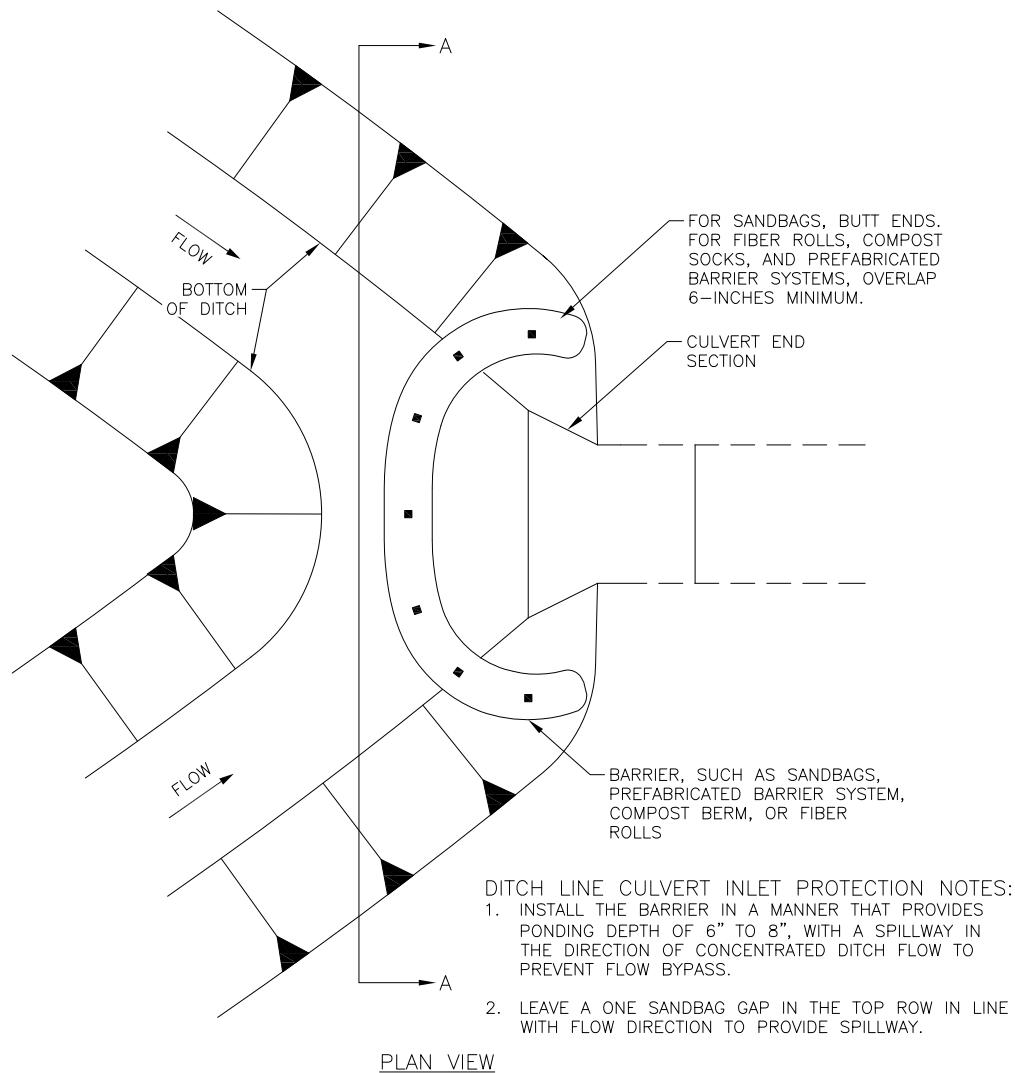 A
FOR SANDBAGS, BUTT ENDS.
FOR FIBER ROLLS, COMPOST
SOCKS, AND PREFABRICATED
BARRIER SYSTEMS, OVERLAP
6-INCHES MINIMUM.
FLOW
BOTTOM
OF DITCH
CULVERT END
SECTION
FLOW
BARRIER, SUCH AS SANDBAGS,
PREFABRICATED BARRIER SYSTEM,
COMPOST BERM, OR FIBER
ROLLS
DITCH LINE CULVERT INLET PROTECTION NOTES:
1. INSTALL THE BARRIER IN A MANNER THAT PROVIDES
PONDING DEPTH OF 6” TO 8”, WITH A SPILLWAY IN
THE DIRECTION OF CONCENTRATED DITCH FLOW TO
PREVENT FLOW BYPASS.
A
2. LEAVE A ONE SANDBAG GAP IN THE TOP ROW IN LINE
WITH FLOW DIRECTION TO PROVIDE SPILLWAY.
PLAN VIEW